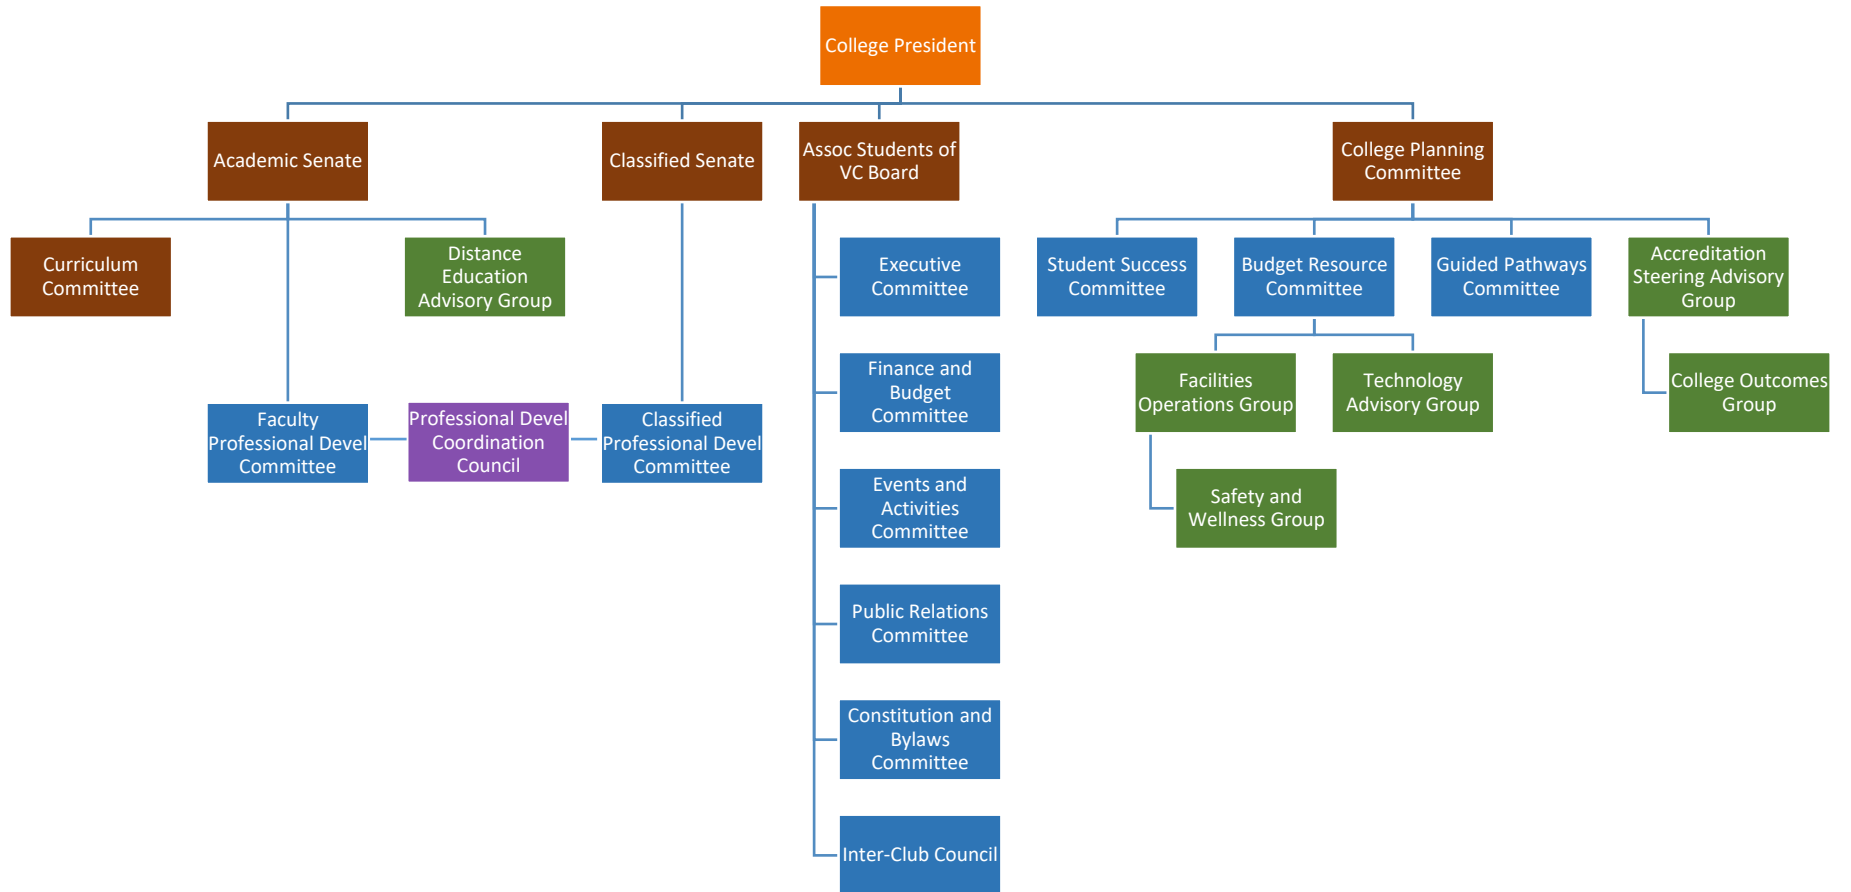 College President
Academic Senate
Classified Senate
Assoc Students of
VC Board
College Planning
Committee
Curriculum
Committee
Distance
Education
Advisory Group
Executive
Committee
Student Success
Committee
Budget Resource
Committee
Guided Pathways
Committee
Accreditation
Steering Advisory
Group
Finance and
Budget
Committee
Facilities
Operations Group
Technology
Advisory Group
College Outcomes
Group
Faculty
Professional Devel
Committee
Professional Devel
Coordination
Council
Classified
Professional Devel
Committee
Events and
Activities
Committee
Safety and
Wellness Group
Public Relations
Committee
Constitution and
Bylaws
Committee
Inter-Club Council